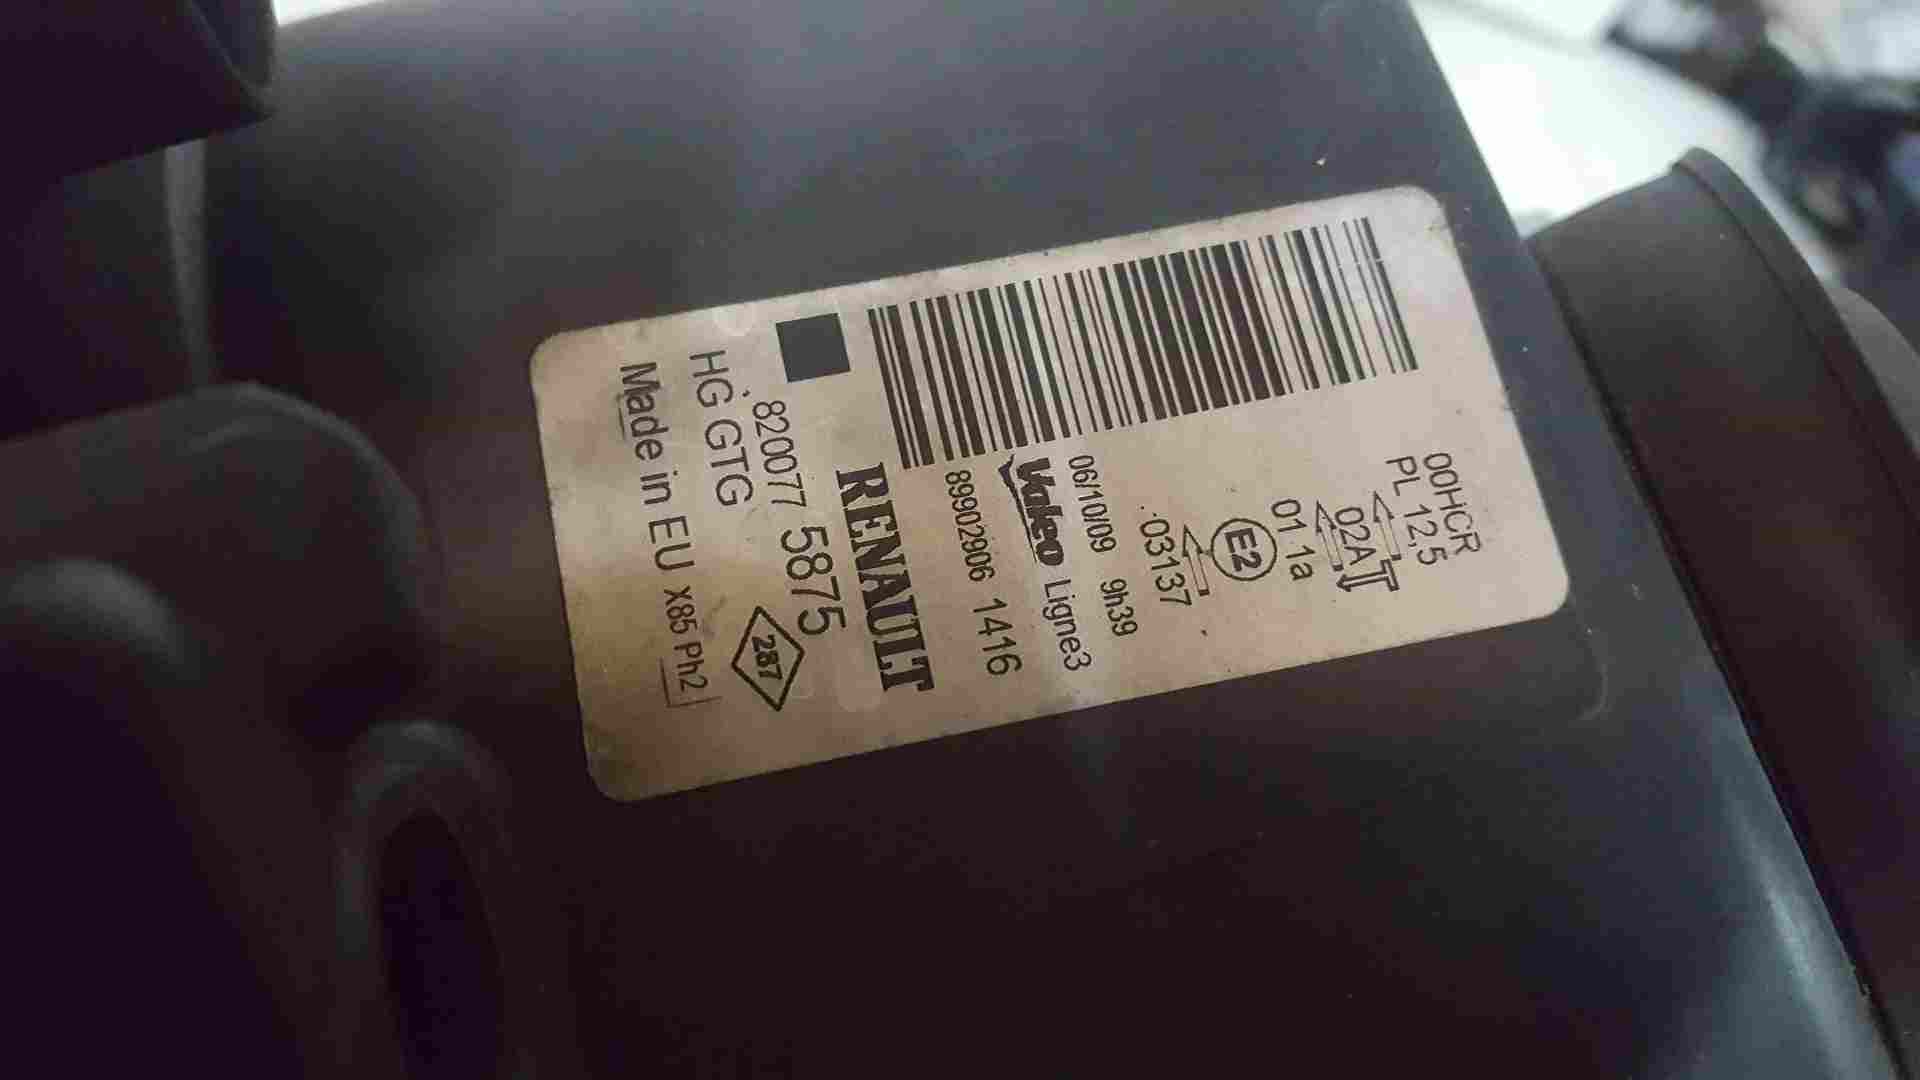 00HCR
PL 12,5
02A
01 1a
E2
03137
06/10/09 9h39
Valeo Ligne3
89902906 1416
RENAULT
820077 5875
287
HG GTG
Made in EU X85 Ph2